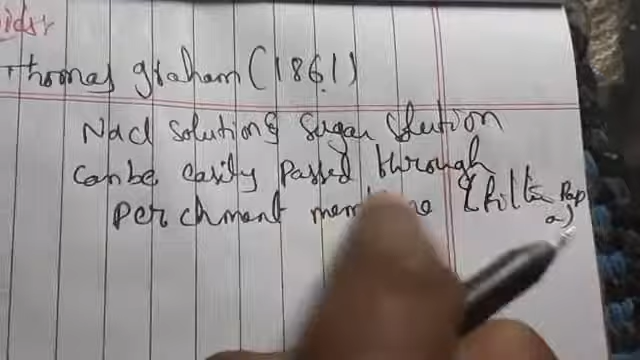 Thomas Graham (1861)
Nacl Solution & Sugar Solution
can be easily Passed through
Perchment